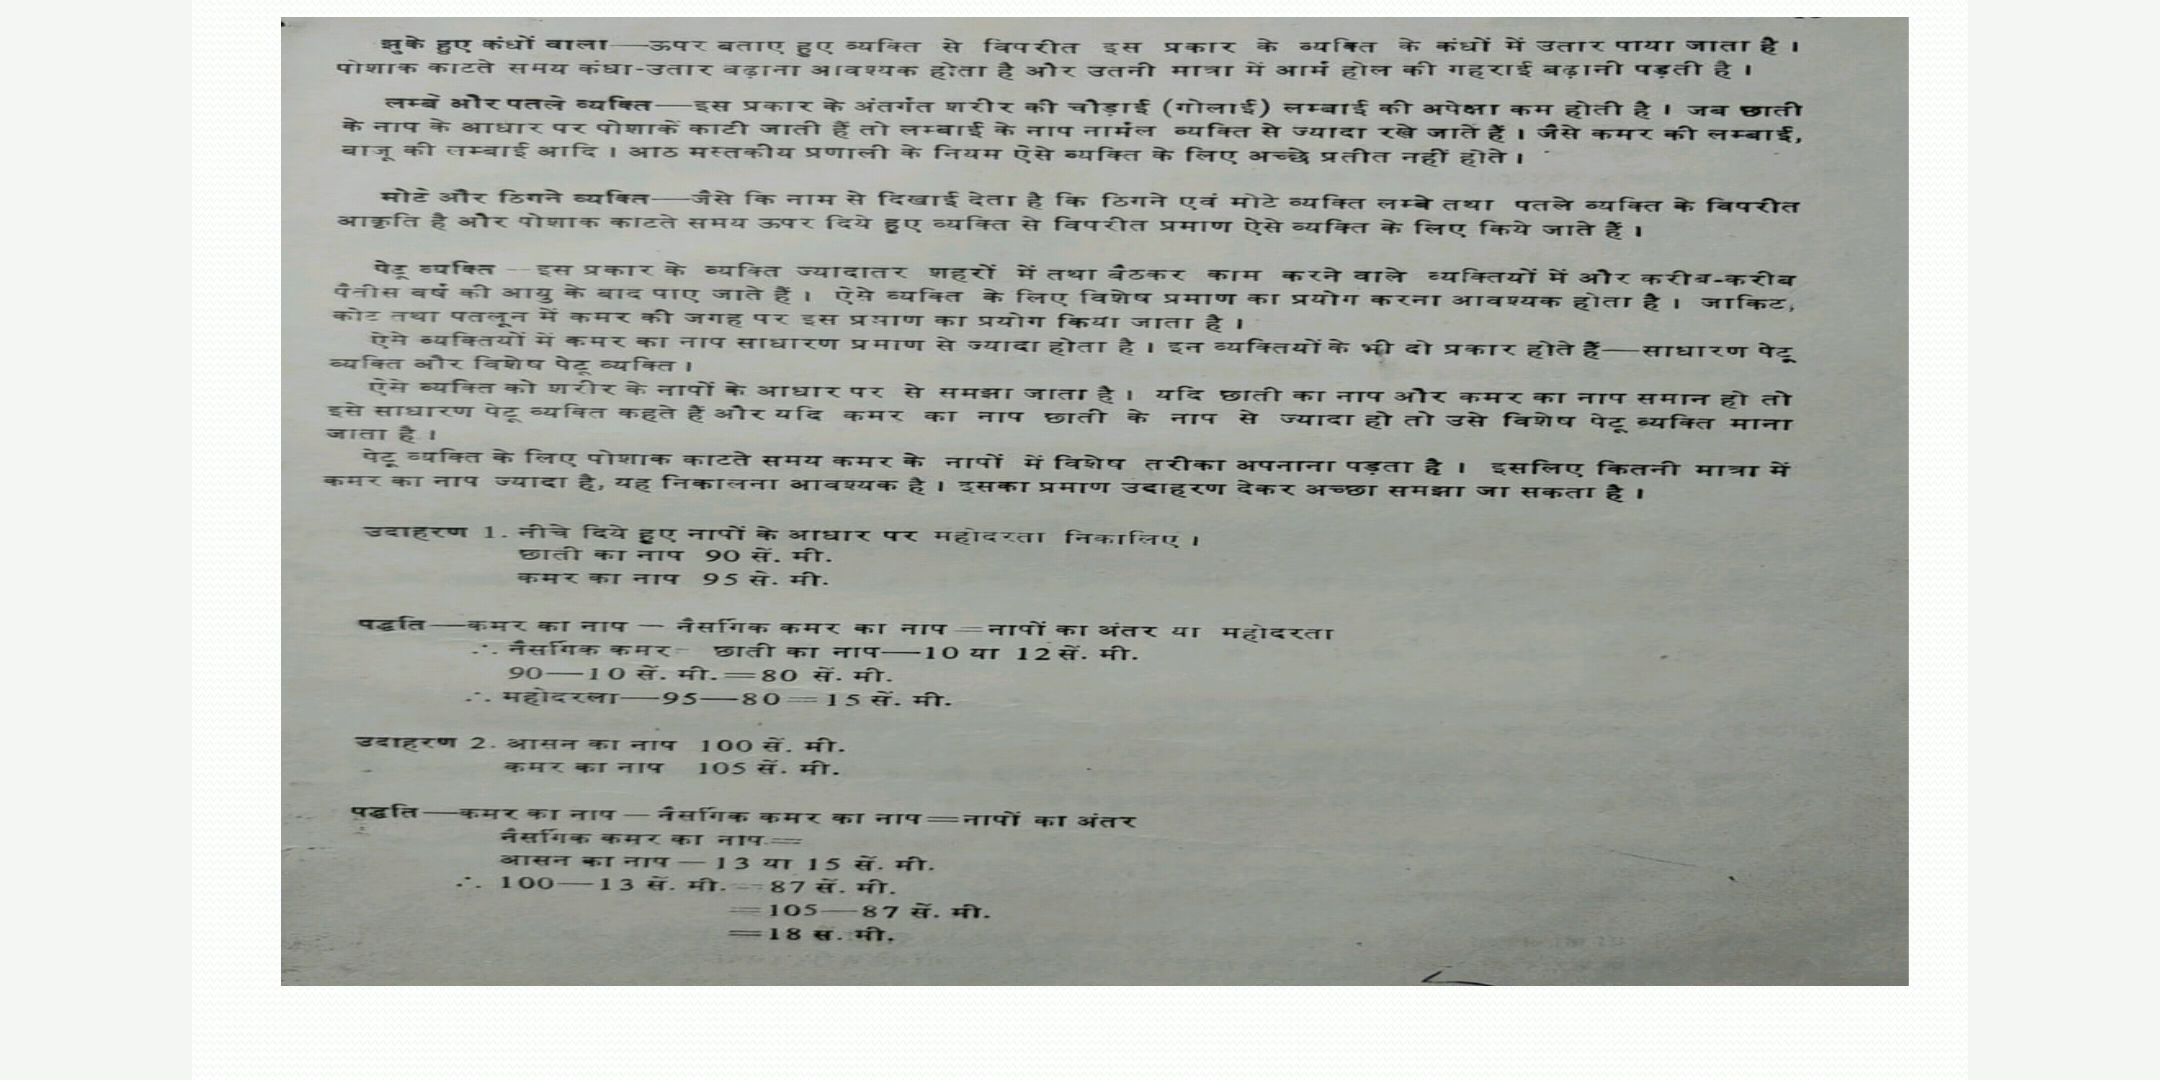 झुके हुए कंधों वाला—ऊपर बताए हुए व्यक्ति से विपरीत इस प्रकार के व्यक्ति के कंधों में उतार पाया जाता है ।
पोशाक काटते समय कंधा-उतार बढ़ाना आवश्यक होता है और उतनी मात्रा में आर्म होल की गहराई बढ़ानी पड़ती है ।
लम्बे और पतले व्यक्ति—इस प्रकार के अंतर्गत शरीर की चौड़ाई (गोलाई) लम्बाई की अपेक्षा कम होती है । जब छाती
के नाप के आधार पर पोशाकें काटी जाती हैं तो लम्बाई के नाप नार्मल व्यक्ति से ज्यादा रखे जाते हैं । जैसे कमर की लम्बाई,
बाजू की लम्बाई आदि । आठ मस्तकीय प्रणाली के नियम ऐसे व्यक्ति के लिए अच्छे प्रतीत नहीं होते ।
मोटे और ठिगने व्यक्ति—जैसे कि नाम से दिखाई देता है कि ठिगने एवं मोटे व्यक्ति लम्बे तथा पतले व्यक्ति के विपरीत
आकृति है और पोशाक काटते समय ऊपर दिये हुए व्यक्ति से विपरीत प्रमाण ऐसे व्यक्ति के लिए किये जाते हैं ।
पेटू व्यक्ति—इस प्रकार के व्यक्ति ज्यादातर शहरों में तथा बैठकर काम करने वाले व्यक्तियों में और करीब-करीब
पैंतीस वर्ष की आयु के बाद पाए जाते हैं । ऐसे व्यक्ति के लिए विशेष प्रमाण का प्रयोग करना आवश्यक होता है । जाकिट,
कोट तथा पतलून में कमर की जगह पर इस प्रमाण का प्रयोग किया जाता है ।
ऐसे व्यक्तियों में कमर का नाप साधारण प्रमाण से ज्यादा होता है । इन व्यक्तियों के भी दो प्रकार होते हैं—साधारण पेटू
व्यक्ति और विशेष पेटू व्यक्ति ।
ऐसे व्यक्ति को शरीर के नापों के आधार पर से समझा जाता है । यदि छाती का नाप और कमर का नाप समान हो तो
इसे साधारण पेटू व्यक्ति कहते हैं और यदि कमर का नाप छाती के नाप से ज्यादा हो तो उसे विशेष पेटू व्यक्ति माना
जाता है ।
पेटू व्यक्ति के लिए पोशाक काटते समय कमर के नापों में विशेष तरीका अपनाना पड़ता है । इसलिए कितनी मात्रा में
कमर का नाप ज्यादा है, यह निकालना आवश्यक है । इसका प्रमाण उदाहरण देकर अच्छा समझा जा सकता है ।
उदाहरण 1. नीचे दिये हुए नापों के आधार पर महोदरता निकालिए ।
छाती का नाप 90 सें. मी.
कमर का नाप 95 से. मी.
पद्धति—कमर का नाप — नैसर्गिक कमर का नाप =नापों का अंतर या महोदरता
∴ नैसर्गिक कमर- छाती का नाप—10 या 12 सें. मी.
90—10 सें. मी.=80 सें. मी.
∴ महोदरला—95—80=15 सें. मी.
उदाहरण 2. आसन का नाप 100 सें. मी.
कमर का नाप 105 सें. मी.
पद्धति—कमर का नाप — नैसर्गिक कमर का नाप=नापों का अंतर
नैसर्गिक कमर का नाप=
आसन का नाप — 13 या 15 सें. मी.
∴ 100—13 सें. मी.=87 सें. मी.
=105—87 सें. मी.
=18 स. मी.